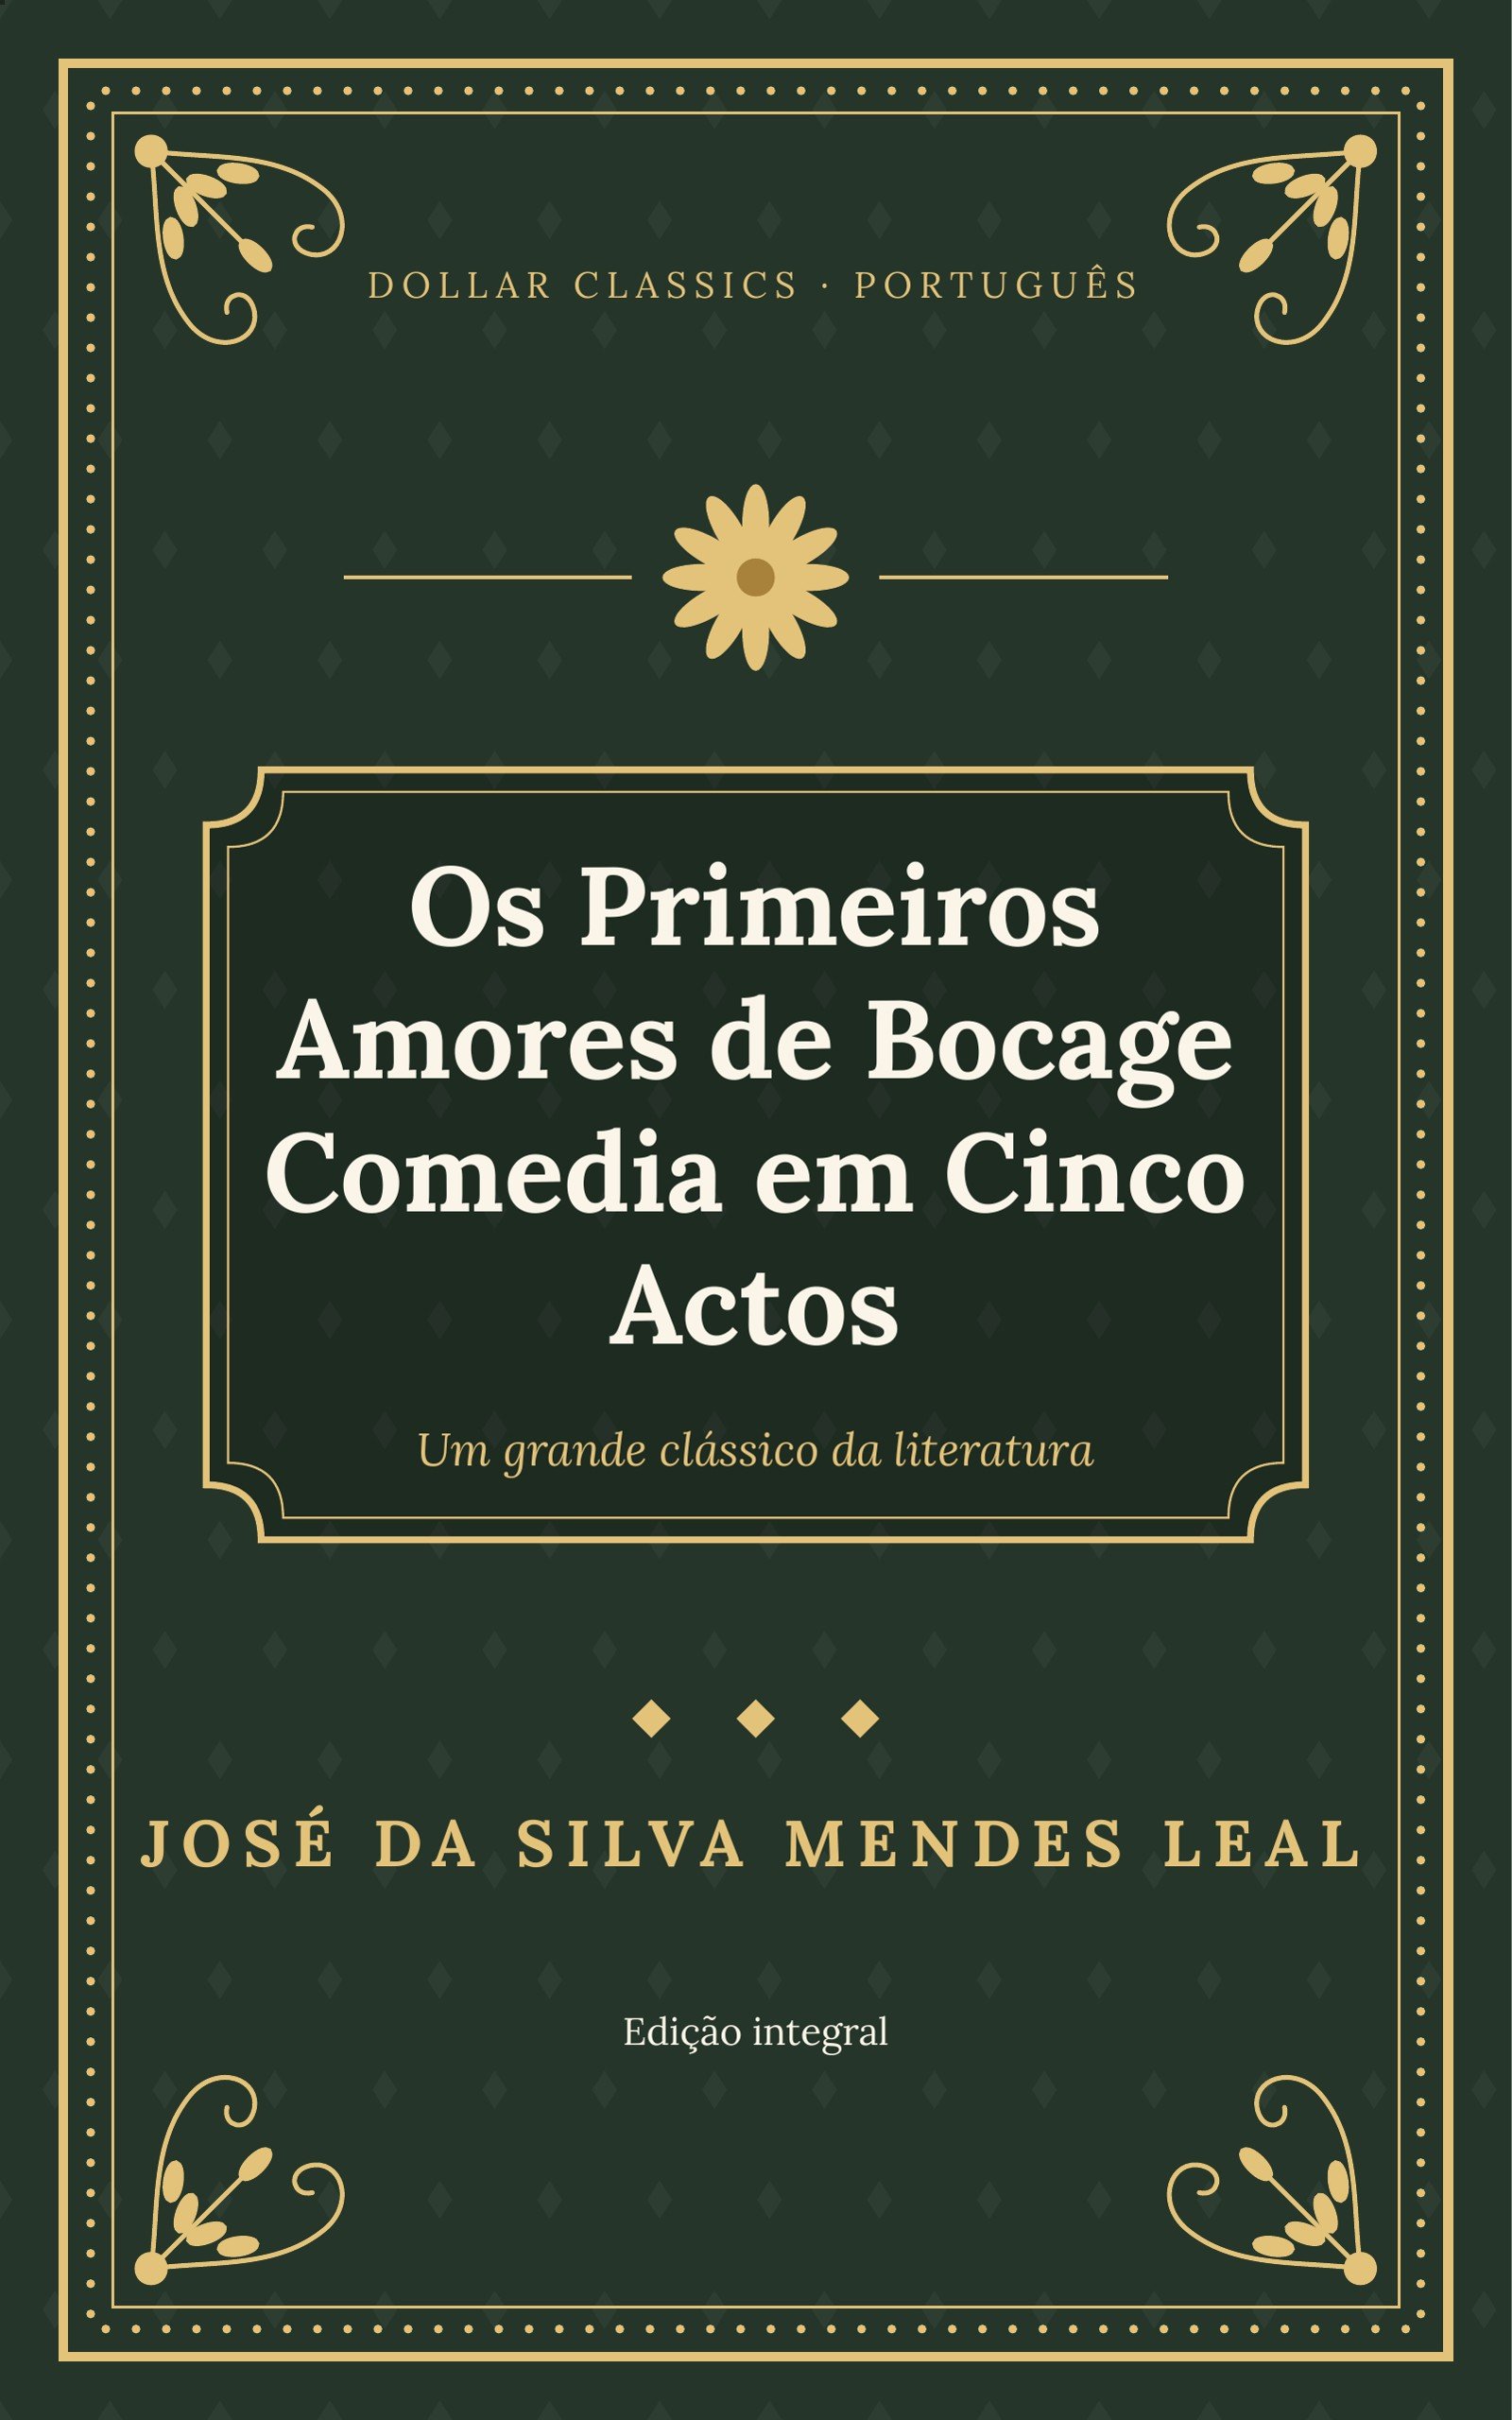 DOLLAR CLASSICS · PORTUGUÊS
Os Primeiros
Amores de Bocage
Comedia em Cinco
Actos
Um grande clássico da literatura
JOSÉ DA SILVA MENDES LEAL
Edição integral